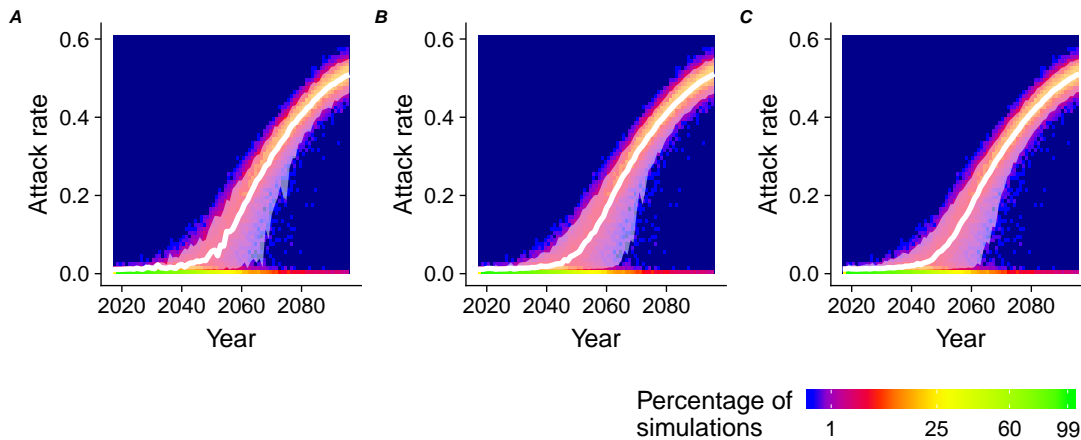 A B C
Attack rate Attack rate Attack rate
0.6 0.6 0.6
0.4 0.4 0.4
0.2 0.2 0.2
0.0 0.0 0.0
2020 2040 2060 2080 2020 2040 2060 2080 2020 2040 2060 2080
Year Year Year
Percentage of
simulations
1 25 60 99